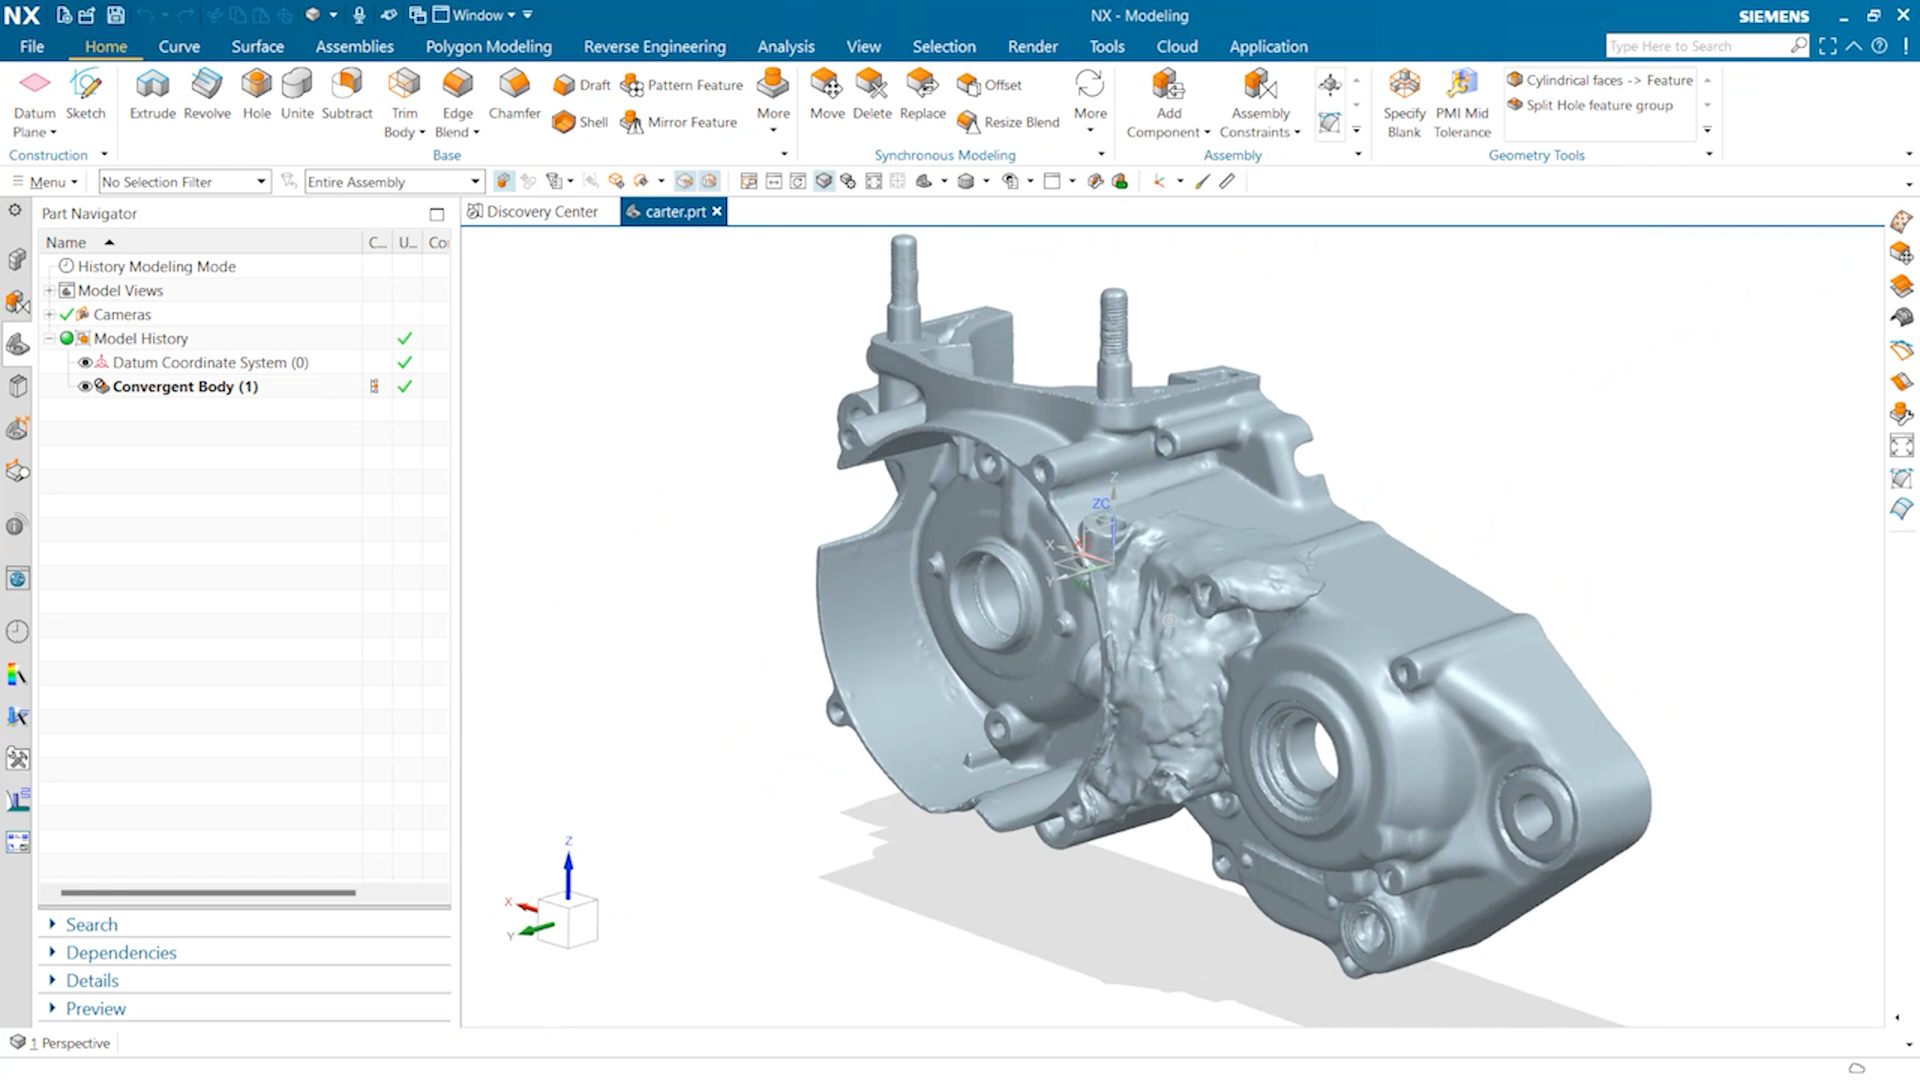 NX
Window
NX - Modeling
SIEMENS
File
Home
Curve
Surface
Assemblies
Polygon Modeling
Reverse Engineering
Analysis
View
Selection
Render
Tools
Cloud
Application
Type Here to Search
Datum Plane
Sketch
Extrude
Revolve
Hole
Unite
Subtract
Trim Body
Edge Blend
Chamfer
Draft
Shell
Pattern Feature
Mirror Feature
More
Move
Delete
Replace
Offset
Resize Blend
More
Add Component
Assembly Constraints
Specify Blank
PMI Mid Tolerance
Cylindrical faces -> Feature
Split Hole feature group
Construction
Base
Synchronous Modeling
Assembly
Geometry Tools
Menu
No Selection Filter
Entire Assembly
Part Navigator
Discovery Center
carter.prt
Name
C...
U...
Co
History Modeling Mode
Model Views
Cameras
Model History
Datum Coordinate System (0)
Convergent Body (1)
Z
ZC
X
X
Y
Z
X
Y
Search
Dependencies
Details
Preview
1 Perspective